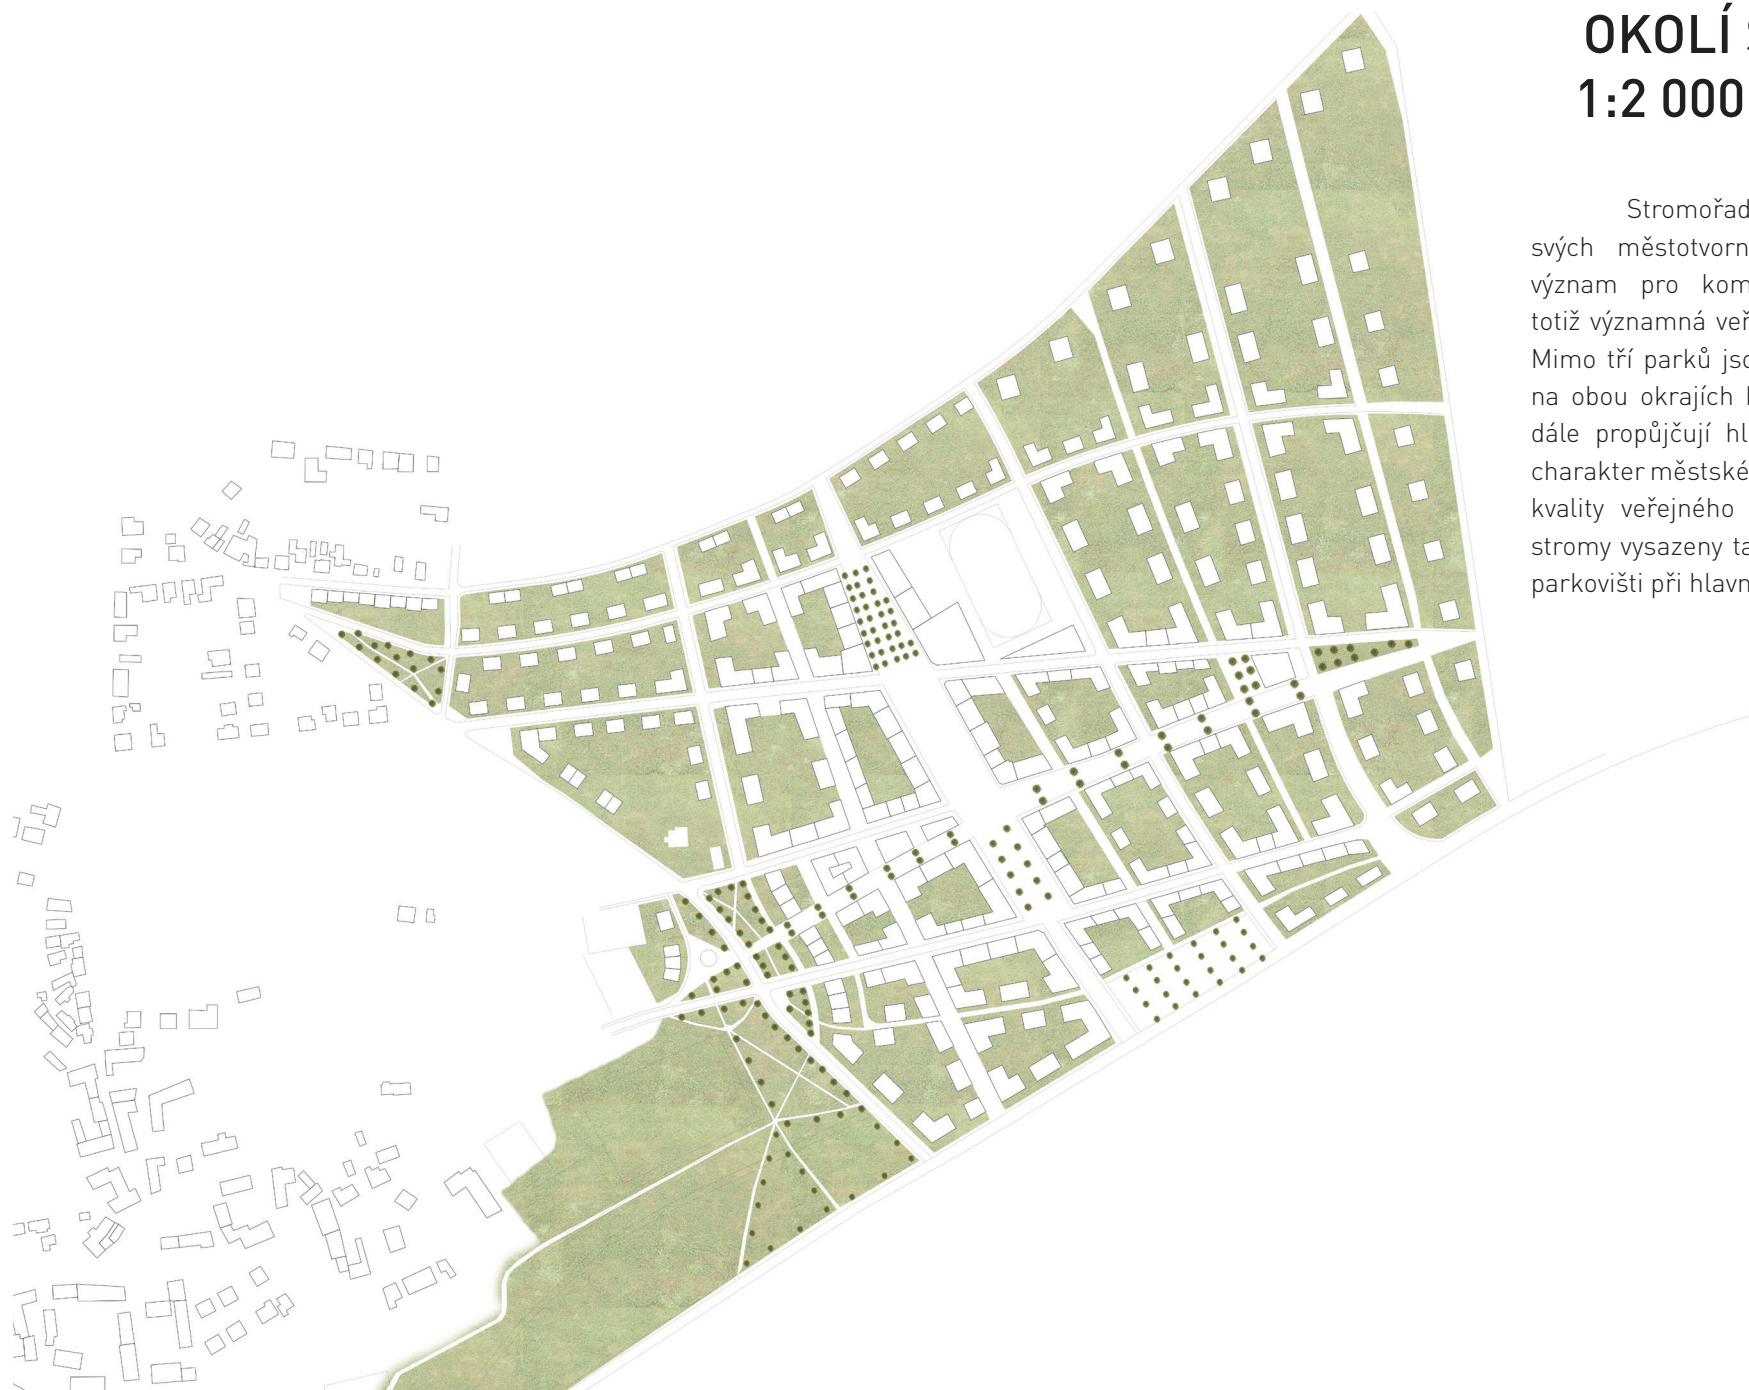 OKOLÍ
1:2 000
Stromořad
svých městotvorn
význam pro kom
totiž významná veř
Mimo tří parků jso
na obou okrajích
dále propůjčují hl
charakter městské
kvality veřejného
stromy vysazeny ta
parkovišti při hlavn